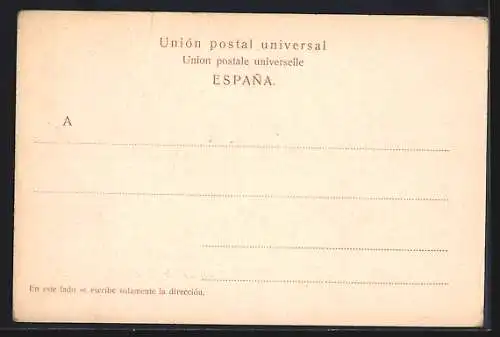 Unión postal universal
Union postale universelle
ESPAÑA.
A
En este lado se escribe solamente la dirección.